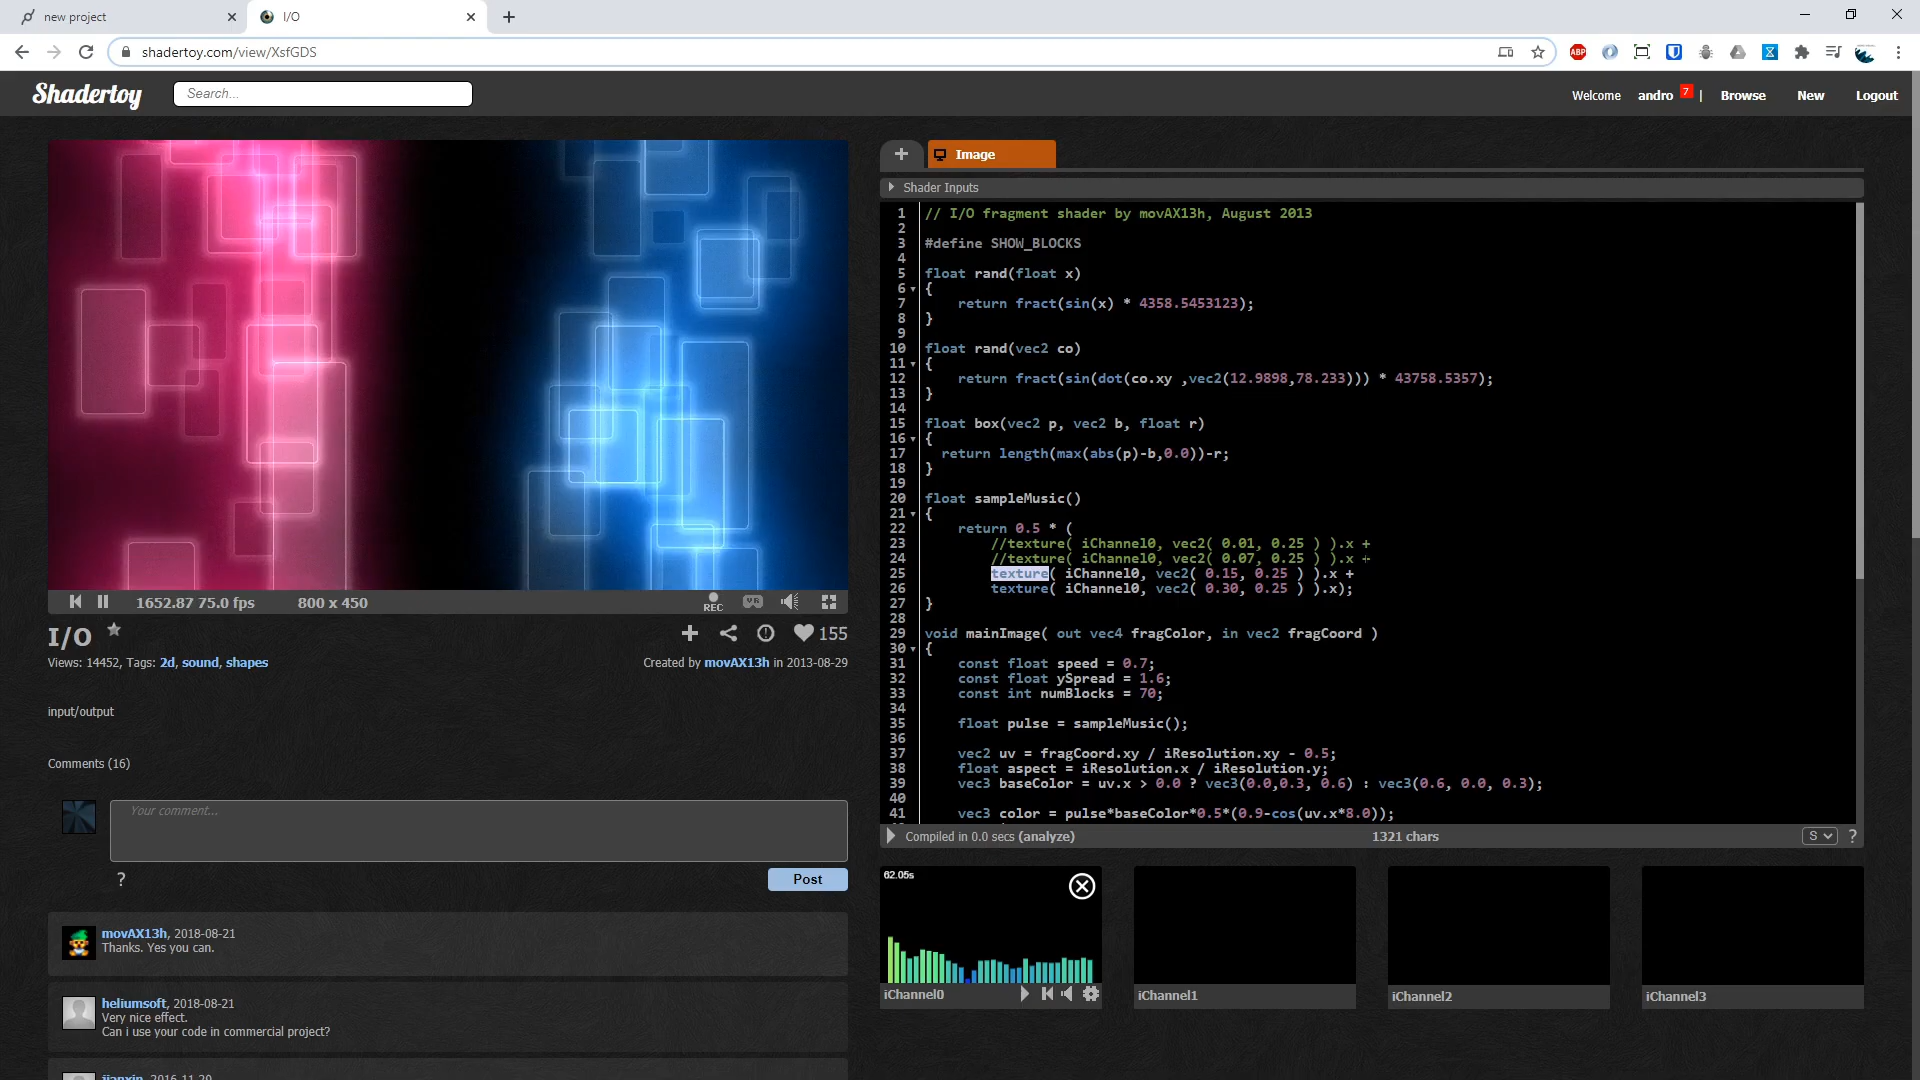 new project
I/O
shadertoy.com/view/XsfGDS
ABP
Shadertoy
Search...
Welcome andro 7 | Browse New Logout
1652.87 75.0 fps 800 x 450
REC
VR
I/O
155
Views: 14452, Tags: 2d, sound, shapes
Created by movAX13h in 2013-08-29
input/output
Comments (16)
Your comment...
?
Post
movAX13h, 2018-08-21
Thanks. Yes you can.
heliumsoft, 2018-08-21
Very nice effect.
Can i use your code in commercial project?
jianxin, 2016-11-29
+
Image
Shader Inputs
1 // I/O fragment shader by movAX13h, August 2013
2
3 #define SHOW_BLOCKS
4
5 float rand(float x)
6 {
7 return fract(sin(x) * 4358.5453123);
8 }
9
10 float rand(vec2 co)
11 {
12 return fract(sin(dot(co.xy ,vec2(12.9898,78.233))) * 43758.5357);
13 }
14
15 float box(vec2 p, vec2 b, float r)
16 {
17 return length(max(abs(p)-b,0.0))-r;
18 }
19
20 float sampleMusic()
21 {
22 return 0.5 * (
23 //texture( iChannel0, vec2( 0.01, 0.25 ) ).x +
24 //texture( iChannel0, vec2( 0.07, 0.25 ) ).x +
25 texture( iChannel0, vec2( 0.15, 0.25 ) ).x +
26 texture( iChannel0, vec2( 0.30, 0.25 ) ).x);
27 }
28
29 void mainImage( out vec4 fragColor, in vec2 fragCoord )
30 {
31 const float speed = 0.7;
32 const float ySpread = 1.6;
33 const int numBlocks = 70;
34
35 float pulse = sampleMusic();
36
37 vec2 uv = fragCoord.xy / iResolution.xy - 0.5;
38 float aspect = iResolution.x / iResolution.y;
39 vec3 baseColor = uv.x > 0.0 ? vec3(0.0,0.3, 0.6) : vec3(0.6, 0.0, 0.3);
40
41 vec3 color = pulse*baseColor*0.5*(0.9-cos(uv.x*8.0));
Compiled in 0.0 secs (analyze)
1321 chars
S
?
62.05s
iChannel0
iChannel1
iChannel2
iChannel3